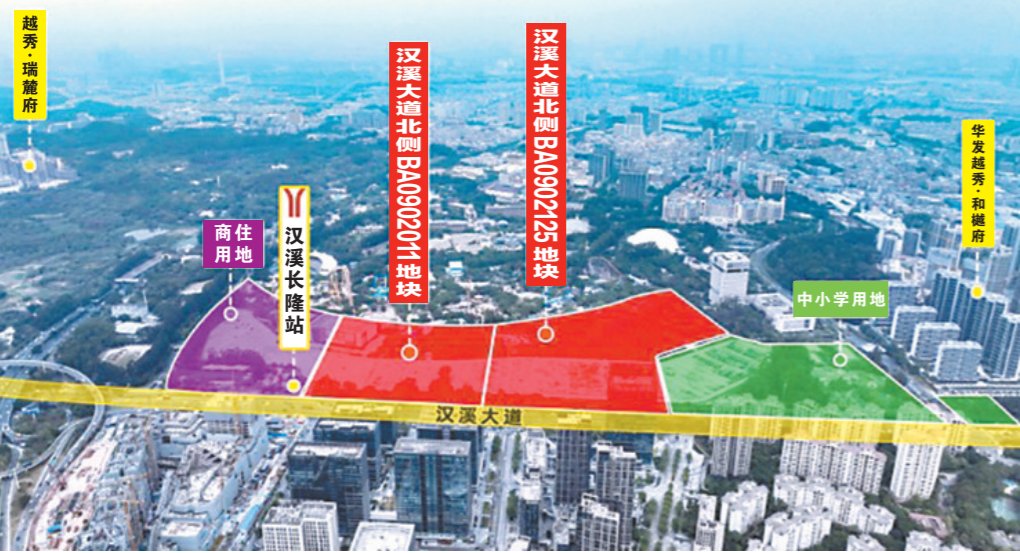 越秀·瑞麓府
汉溪大道北侧BA0902011地块
汉溪大道北侧BA0902125地块
华发越秀·和樾府
商住
用地
汉溪长隆站
中小学用地
汉溪大道